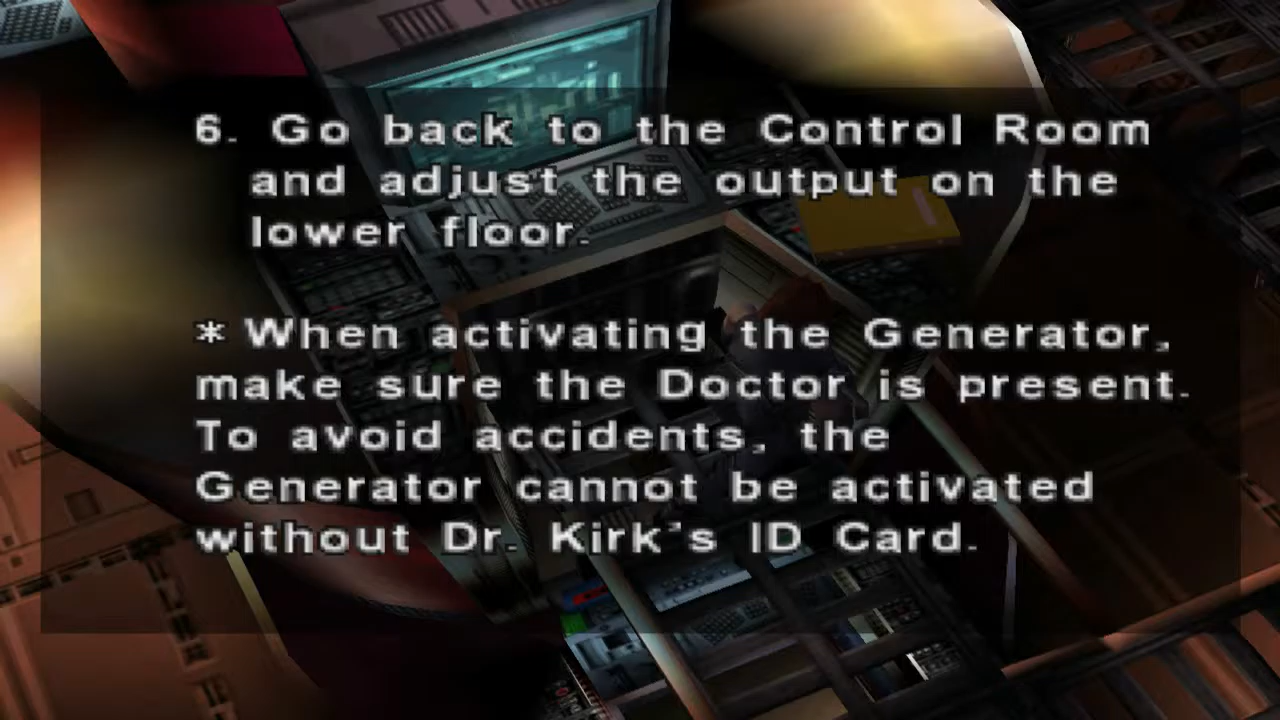 6. Go back to the Control Room
and adjust the output on the
lower floor.
* When activating the Generator,
make sure the Doctor is present.
To avoid accidents, the
Generator cannot be activated
without Dr. Kirk's ID Card.